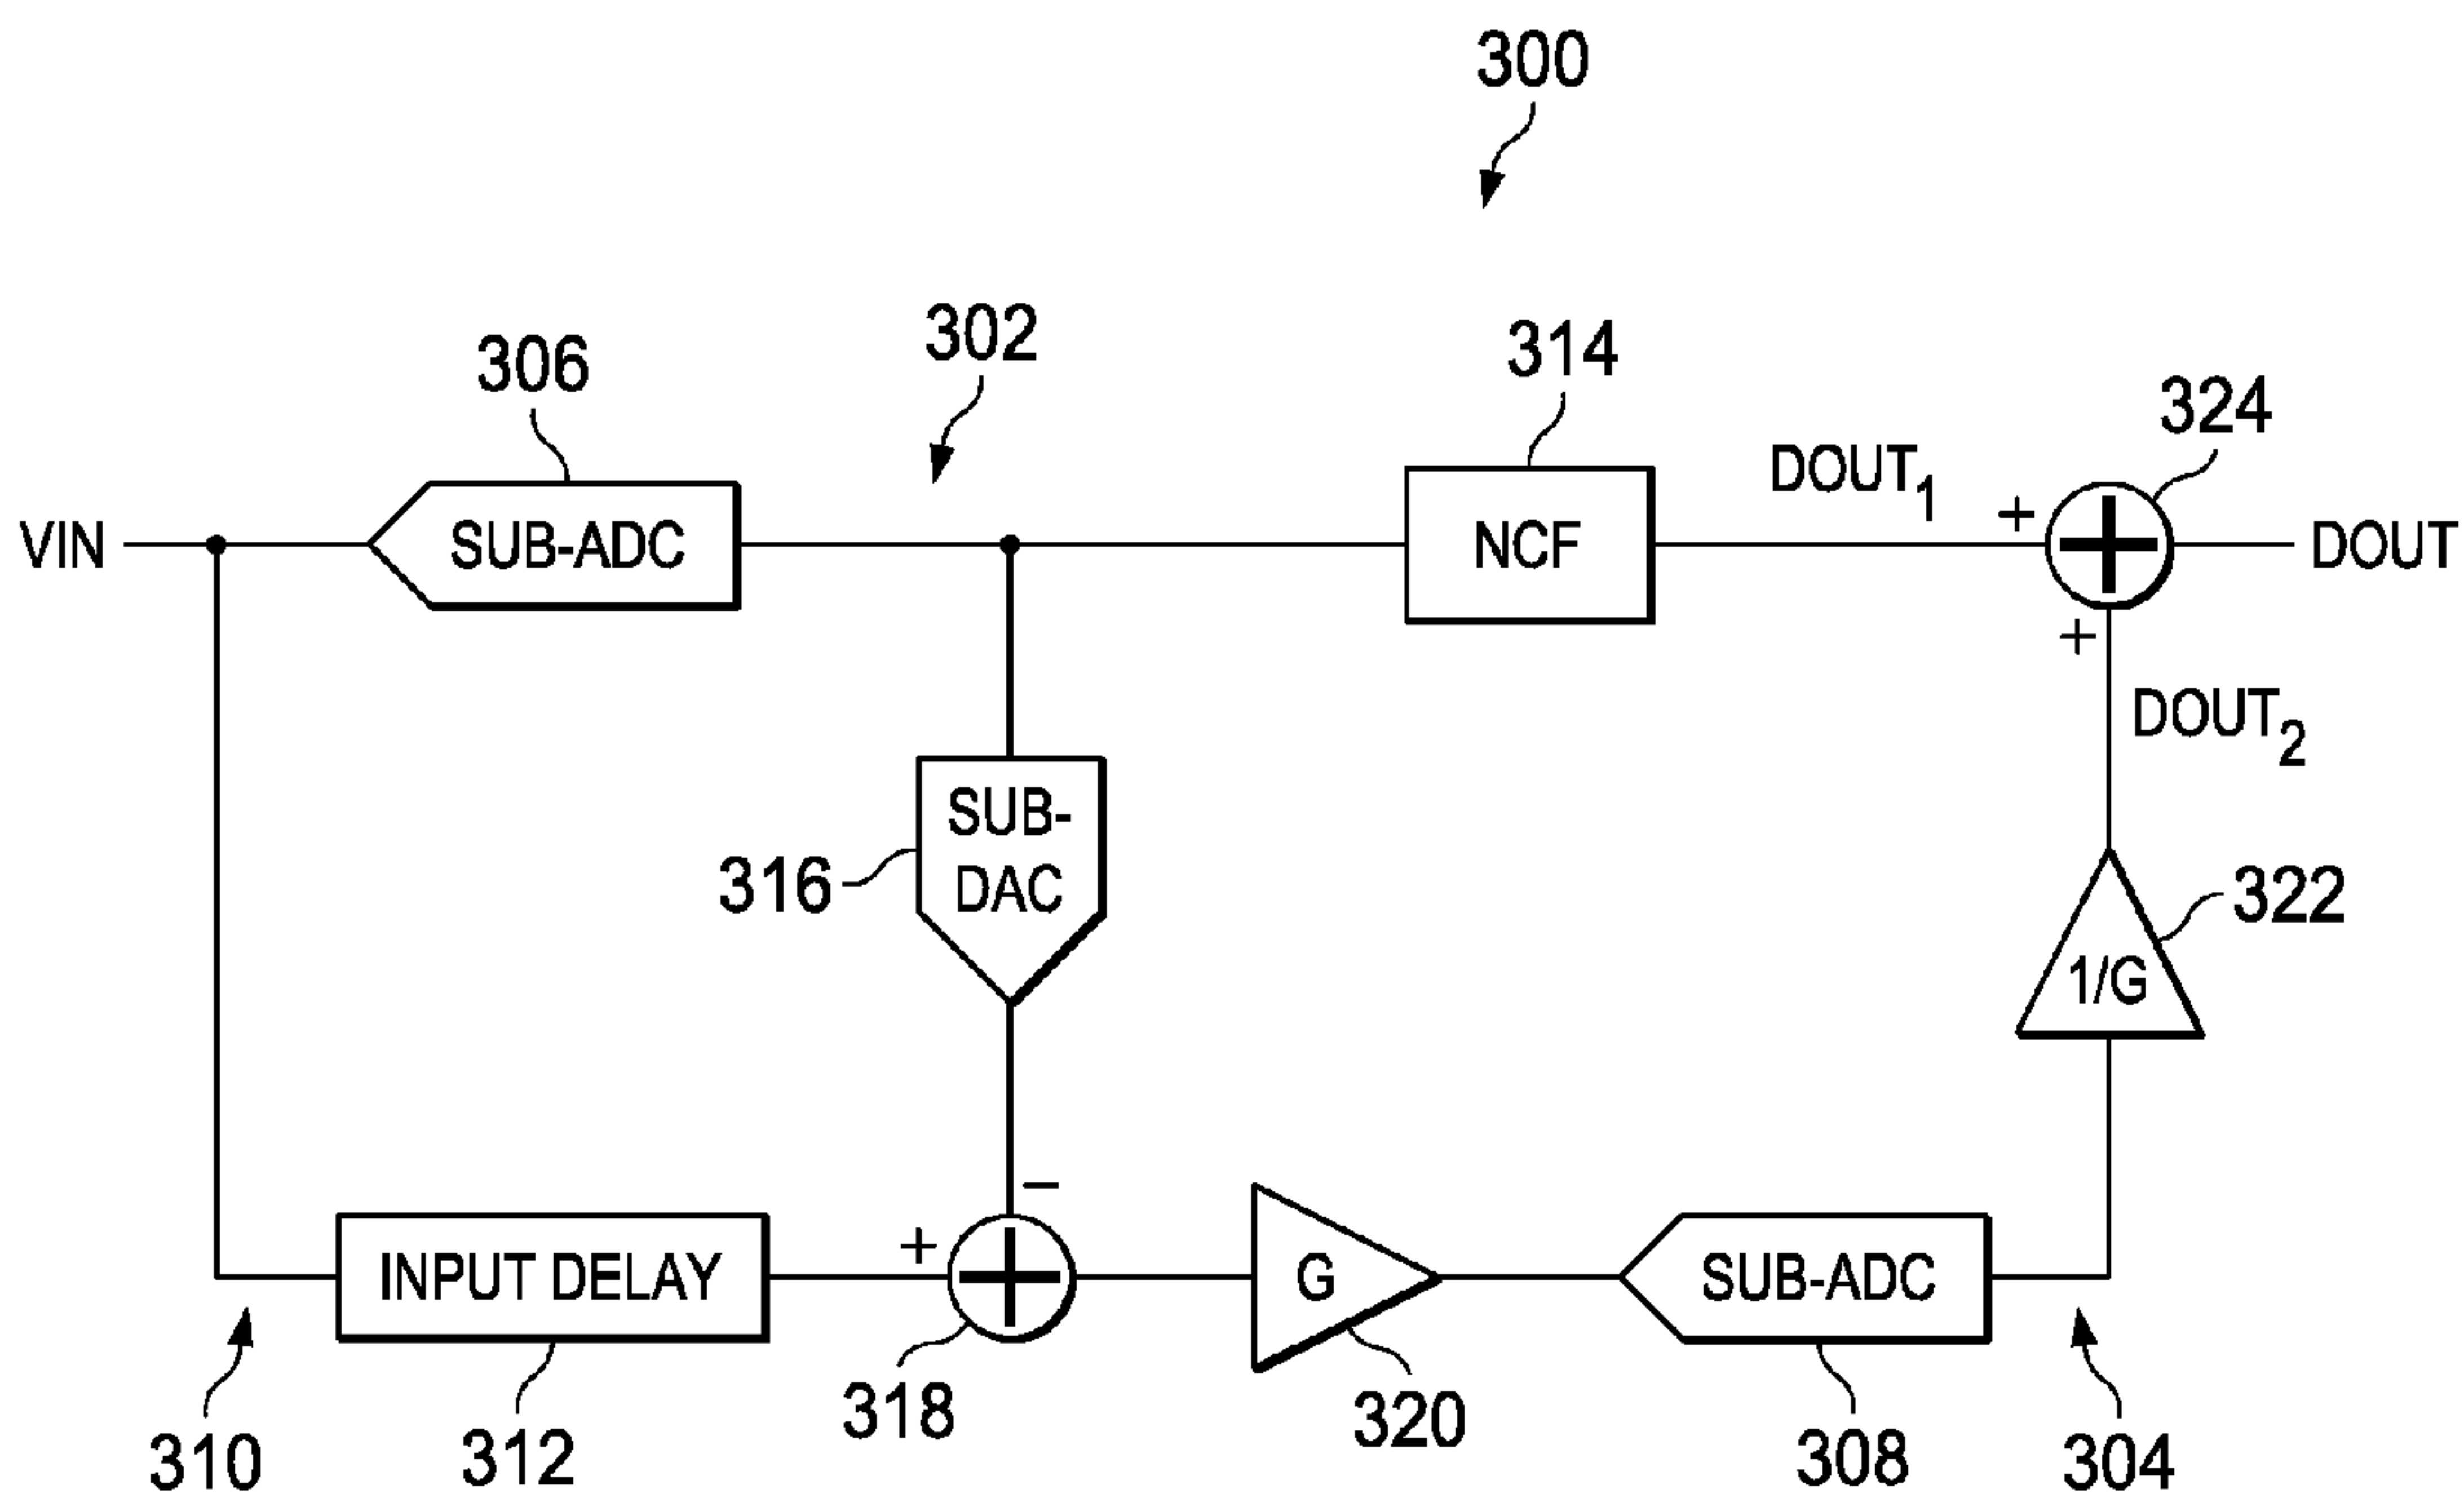 300
302
306
314
324
VIN
SUB-ADC
NCF
DOUT1
+
DOUT
+
DOUT2
SUB-
DAC
316
322
1/G
−
+
INPUT DELAY
G
SUB-ADC
310
312
318
320
308
304